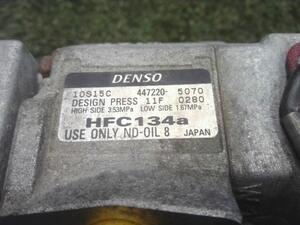 DENSO
10S15C 447220-5070
DESIGN PRESS 11F 0280
HIGH SIDE 3.53MPa LOW SIDE 1.67MPa
HFC134a
USE ONLY ND-OIL 8 JAPAN